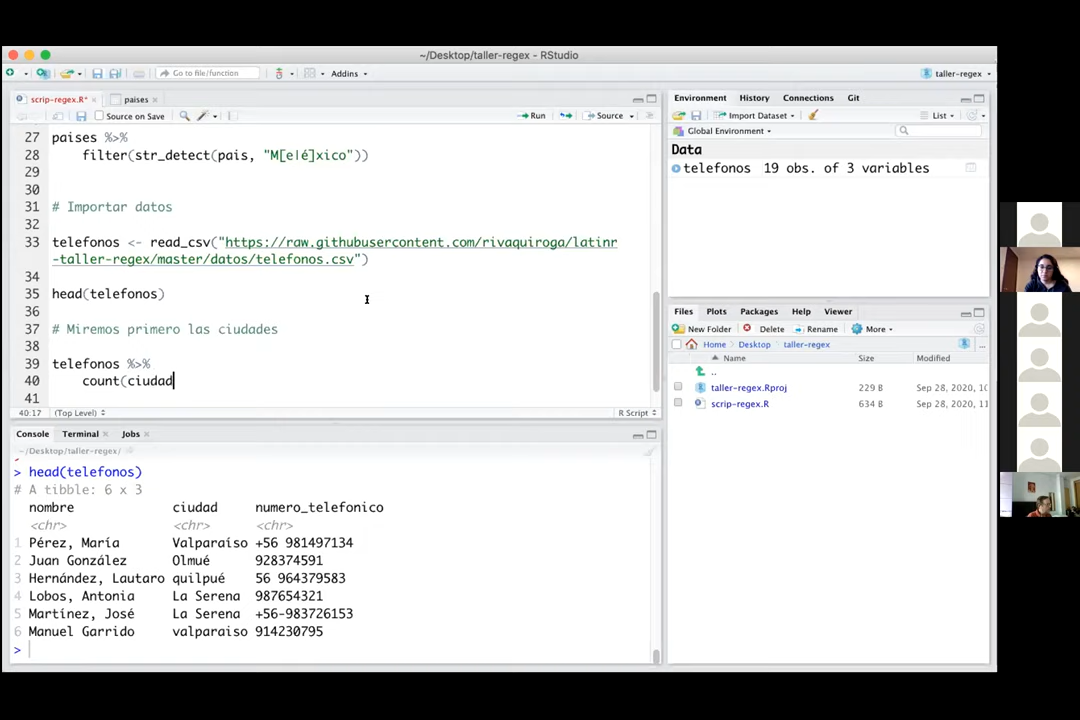 ~/Desktop/taller-regex - RStudio
Go to file/function
Addins
taller-regex
scrip-regex.R*
paises
Source on Save
Run
Source
27 paises %>%
28 filter(str_detect(pais, "M[e|é]xico"))
29
30
31 # Importar datos
32
33 telefonos <- read_csv("https://raw.githubusercontent.com/rivaquiroga/latinr
-taller-regex/master/datos/telefonos.csv")
34
35 head(telefonos)
36
37 # Miremos primero las ciudades
38
39 telefonos %>%
40 count(ciudad
41
40:17 (Top Level) R Script
Console Terminal Jobs
~/Desktop/taller-regex/
> head(telefonos)
# A tibble: 6 x 3
nombre ciudad numero_telefonico
<chr> <chr> <chr>
1 Pérez, María Valparaíso +56 981497134
2 Juan González Olmué 928374591
3 Hernández, Lautaro quilpué 56 964379583
4 Lobos, Antonia La Serena 987654321
5 Martínez, José La Serena +56-983726153
6 Manuel Garrido valparaiso 914230795
>
Environment History Connections Git
Import Dataset List
Global Environment
Data
telefonos 19 obs. of 3 variables
Files Plots Packages Help Viewer
New Folder Delete Rename More
Home Desktop taller-regex
Name Size Modified
..
taller-regex.Rproj 229 B Sep 28, 2020, 10
scrip-regex.R 634 B Sep 28, 2020, 11